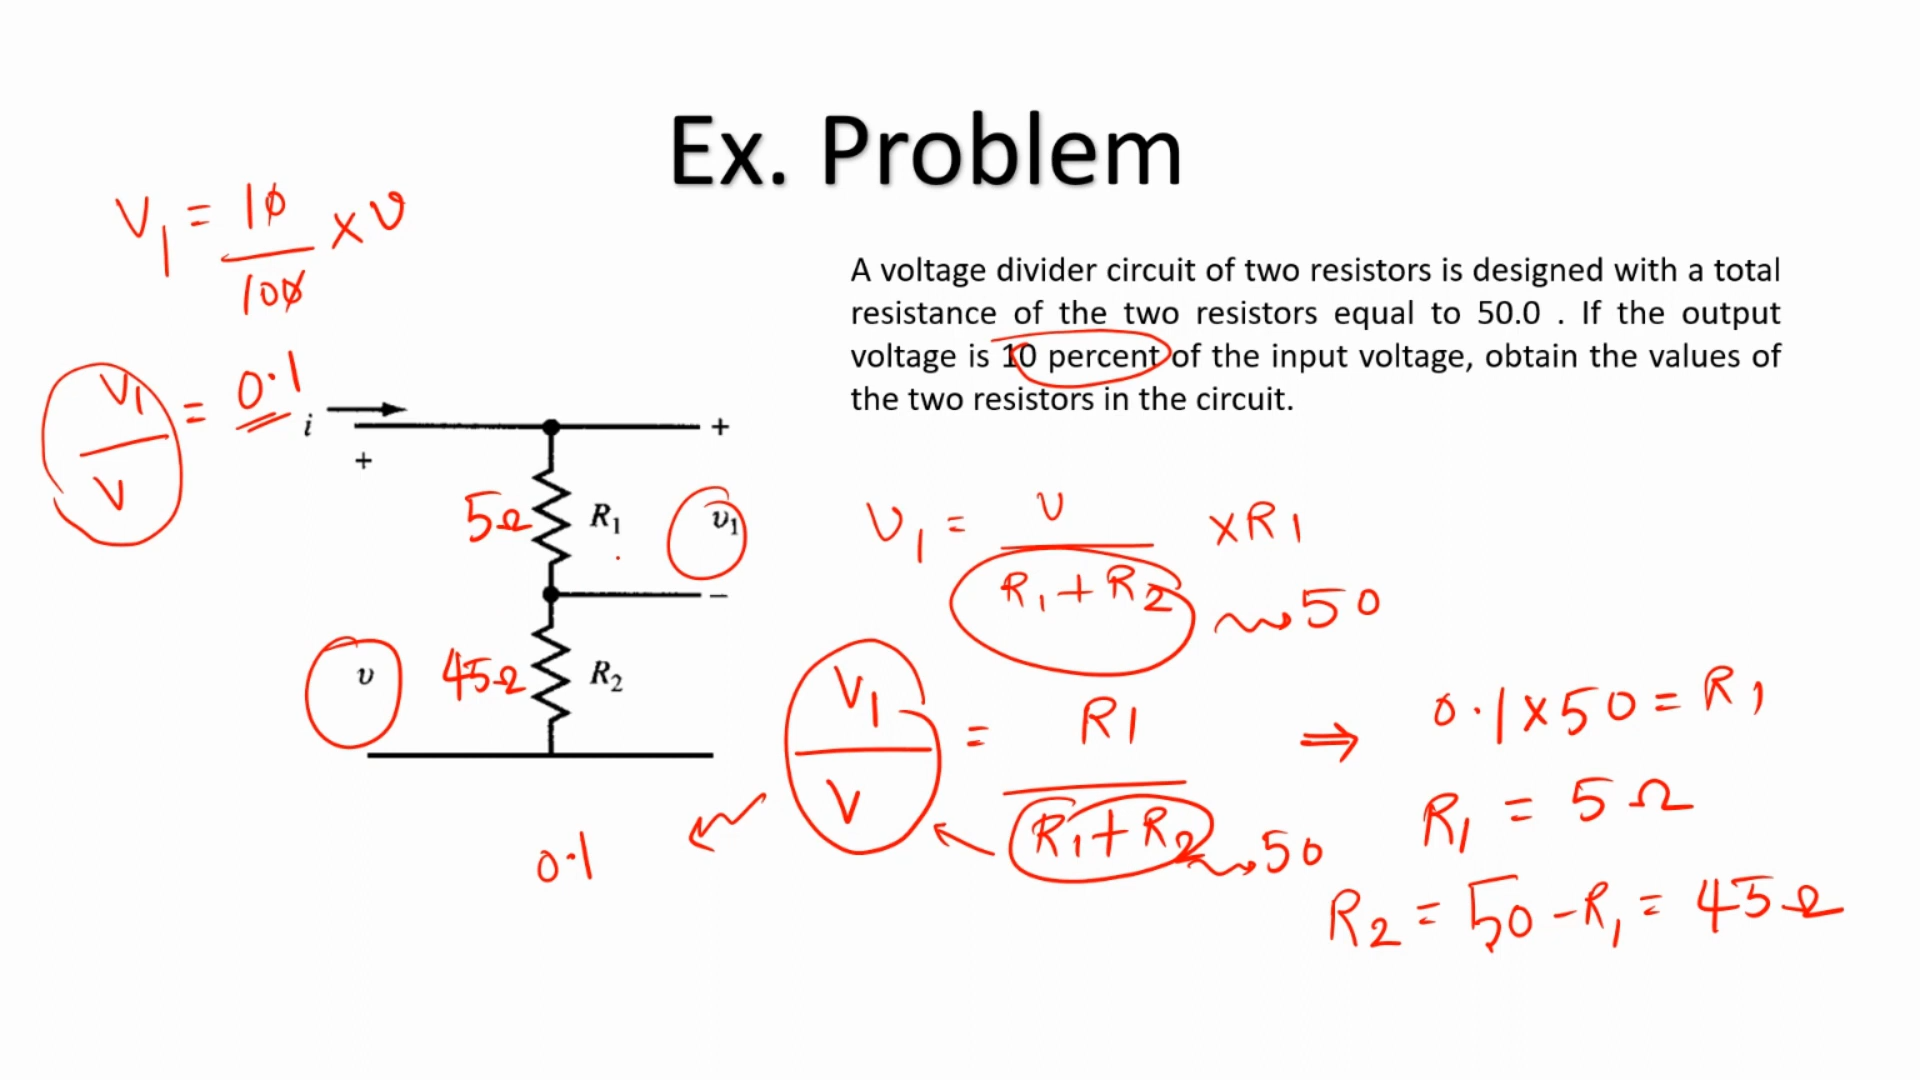 Ex. Problem
V₁ = 10/100 × v
V₁/V = 0.1
A voltage divider circuit of two resistors is designed with a total
resistance of the two resistors equal to 50.0 . If the output
voltage is 10 percent of the input voltage, obtain the values of
the two resistors in the circuit.
i
+
+
5Ω
R₁
υ₁
−
υ
45Ω
R₂
V₁ = V/(R₁+R₂) × R₁
50
V₁/V = R₁/(R₁+R₂)
50
0.1
⇒ 0.1×50 = R₁
R₁ = 5Ω
R₂ = 50 − R₁ = 45Ω